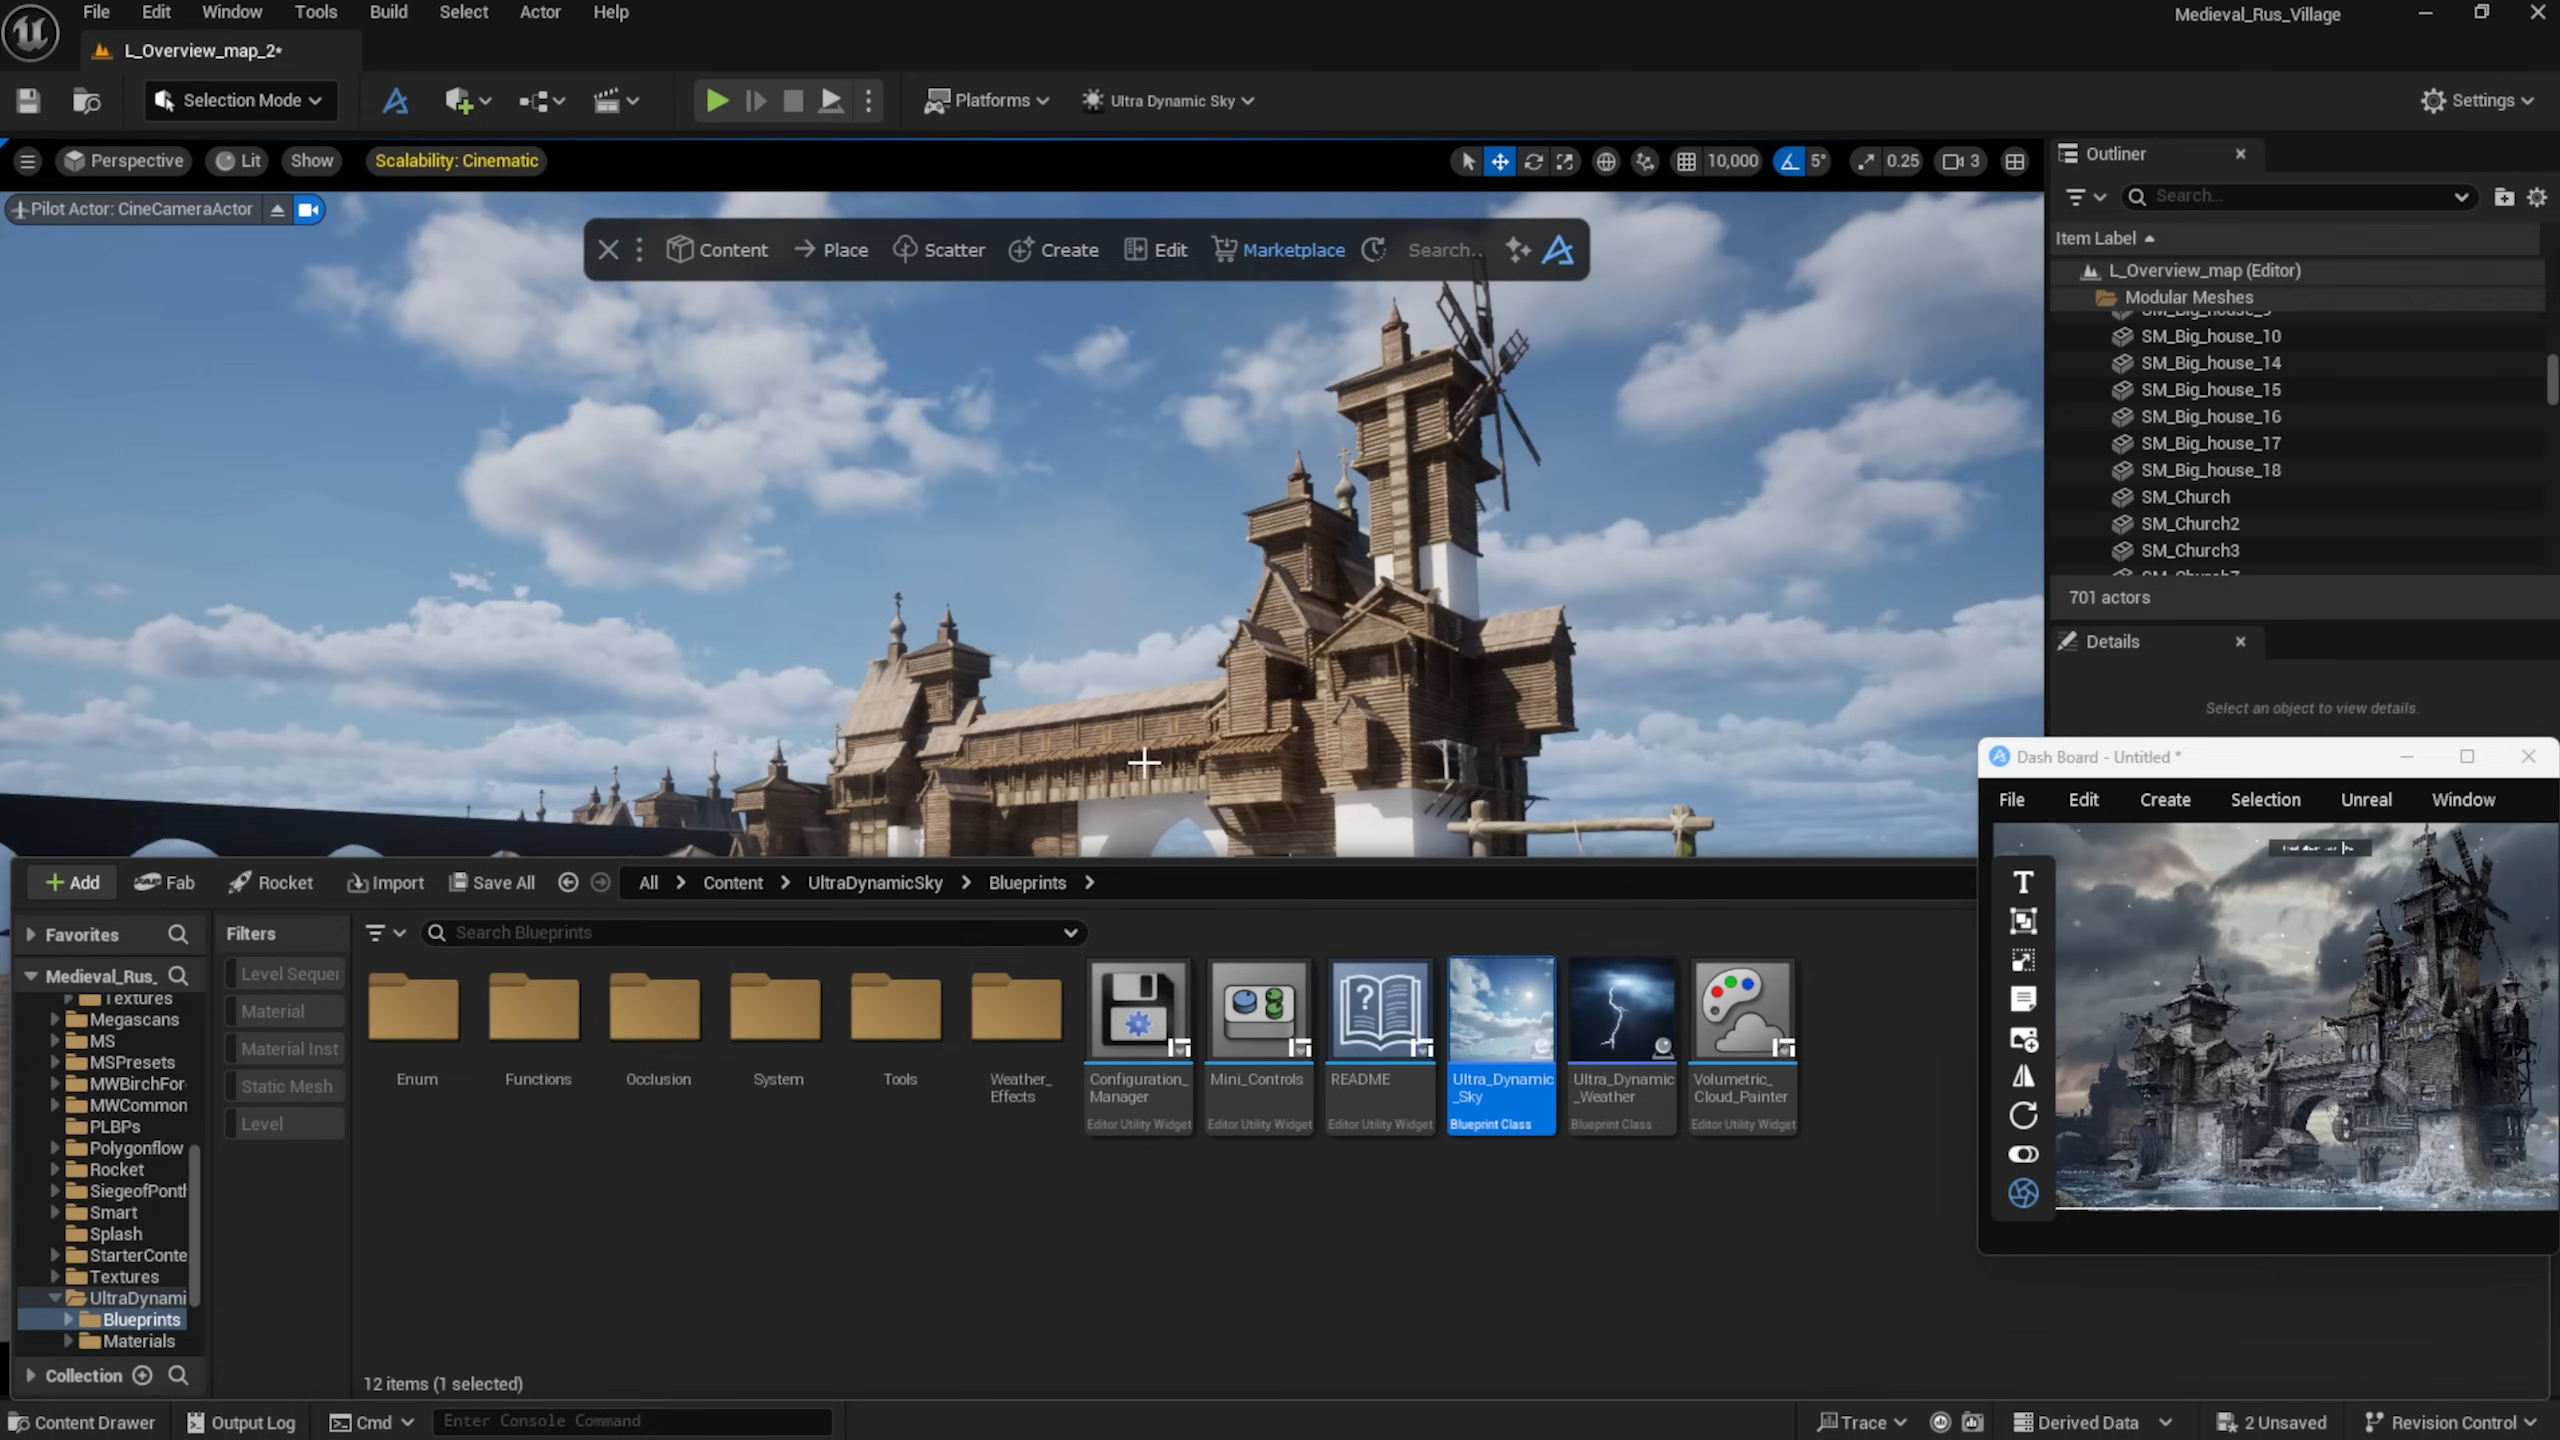 File Edit Window Tools Build Select Actor Help
Medieval_Rus_Village
L_Overview_map_2*
Selection Mode
Platforms
Ultra Dynamic Sky
Settings
Perspective Lit Show Scalability: Cinematic
10,000 5° 0.25 3
Pilot Actor: CineCameraActor
Content Place Scatter Create Edit Marketplace Search...
Outliner
Search...
Item Label
L_Overview_map (Editor)
Modular Meshes
SM_Big_house_10
SM_Big_house_14
SM_Big_house_15
SM_Big_house_16
SM_Big_house_17
SM_Big_house_18
SM_Church
SM_Church2
SM_Church3
701 actors
Details
Select an object to view details.
Dash Board - Untitled *
File Edit Create Selection Unreal Window
Add Fab Rocket Import Save All
All > Content > UltraDynamicSky > Blueprints >
Favorites
Medieval_Rus_
Textures
Megascans
MS
MSPresets
MWBirchFor
MWCommon
PLBPs
Polygonflow
Rocket
SiegeofPont
Smart
Splash
StarterConte
Textures
UltraDynami
Blueprints
Materials
Collection
Filters
Level Seque
Material
Material Inst
Static Mesh
Level
Search Blueprints
Enum
Functions
Occlusion
System
Tools
Weather_
Effects
Configuration_
Manager
Editor Utility Widget
Mini_Controls
Editor Utility Widget
README
Editor Utility Widget
Ultra_Dynamic
_Sky
Blueprint Class
Ultra_Dynamic
_Weather
Blueprint Class
Volumetric_
Cloud_Painter
Editor Utility Widget
12 items (1 selected)
Content Drawer Output Log Cmd Enter Console Command
Trace Derived Data 2 Unsaved Revision Control